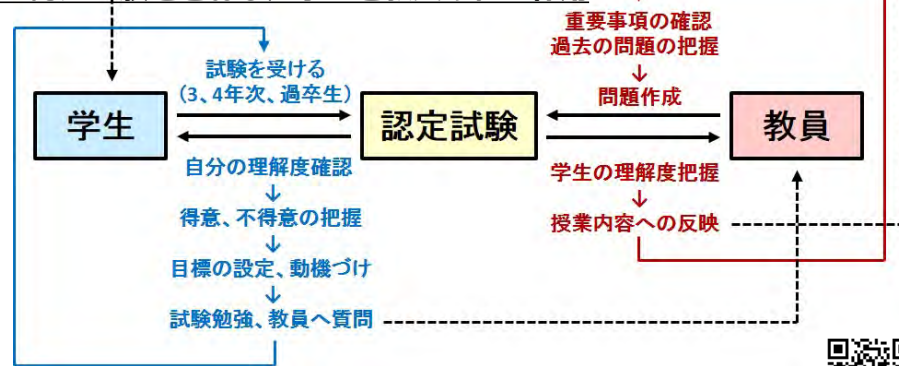 重要事項の確認
過去の問題の把握
↓
試験を受ける
(3、4年次、過卒生)
問題作成
学生
認定試験
教員
自分の理解度確認
↓
得意、不得意の把握
↓
目標の設定、動機づけ
↓
試験勉強、教員へ質問
学生の理解度把握
↓
授業内容への反映